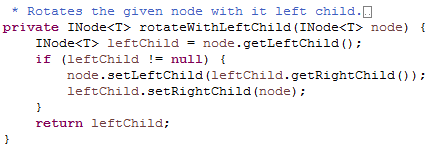 * Rotates the given node with it left child.
private INode<T> rotateWithLeftChild(INode<T> node) {
    INode<T> leftChild = node.getLeftChild();
    if (leftChild != null) {
        node.setLeftChild(leftChild.getRightChild());
        leftChild.setRightChild(node);
    }
    return leftChild;
}